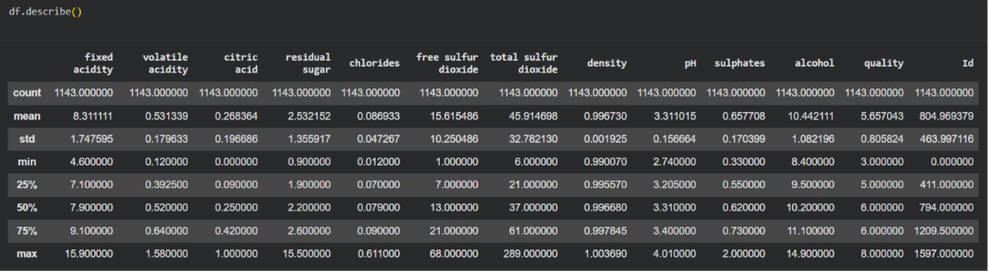 df.describe()
fixed acidity volatile acidity citric acid residual sugar chlorides free sulfur dioxide total sulfur dioxide density pH sulphates alcohol quality Id
count 1143.000000 1143.000000 1143.000000 1143.000000 1143.000000 1143.000000 1143.000000 1143.000000 1143.000000 1143.000000 1143.000000 1143.000000 1143.000000
mean 8.311111 0.531339 0.268364 2.532152 0.086933 15.615486 45.914698 0.996730 3.311015 0.657708 10.442111 5.657043 804.969379
std 1.747595 0.179633 0.196686 1.355917 0.047267 10.250486 32.782130 0.001925 0.156664 0.170399 1.082196 0.805824 463.997116
min 4.600000 0.120000 0.000000 0.900000 0.012000 1.000000 6.000000 0.990070 2.740000 0.330000 8.400000 3.000000 0.000000
25% 7.100000 0.392500 0.090000 1.900000 0.070000 7.000000 21.000000 0.995570 3.205000 0.550000 9.500000 5.000000 411.000000
50% 7.900000 0.520000 0.250000 2.200000 0.079000 13.000000 37.000000 0.996680 3.310000 0.620000 10.200000 6.000000 794.000000
75% 9.100000 0.640000 0.420000 2.600000 0.090000 21.000000 61.000000 0.997845 3.400000 0.730000 11.100000 6.000000 1209.500000
max 15.900000 1.580000 1.000000 15.500000 0.611000 68.000000 289.000000 1.003690 4.010000 2.000000 14.900000 8.000000 1597.000000